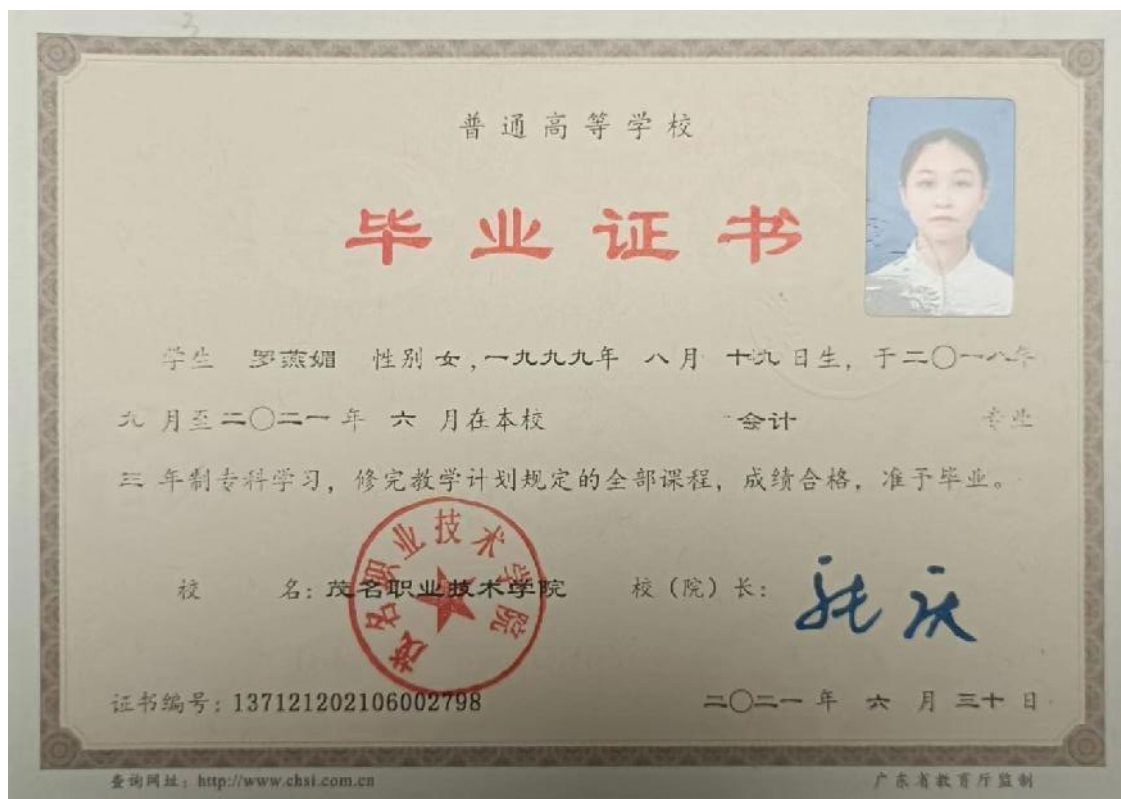 普通高等学校
毕业证书
学生 罗燕媚 性别 女,一九九九年 八月 十九日生,于二〇一八年
九 月至二〇二一年 六 月在本校 会计 专业
三 年制专科学习,修完教学计划规定的全部课程,成绩合格,准予毕业。
校 名:茂名职业技术学院 校(院)长:
茂名职业技术学院
证书编号:137121202106002798 二〇二一年 六 月 三十 日
查询网址:http://www.chsi.com.cn 广东省教育厅监制